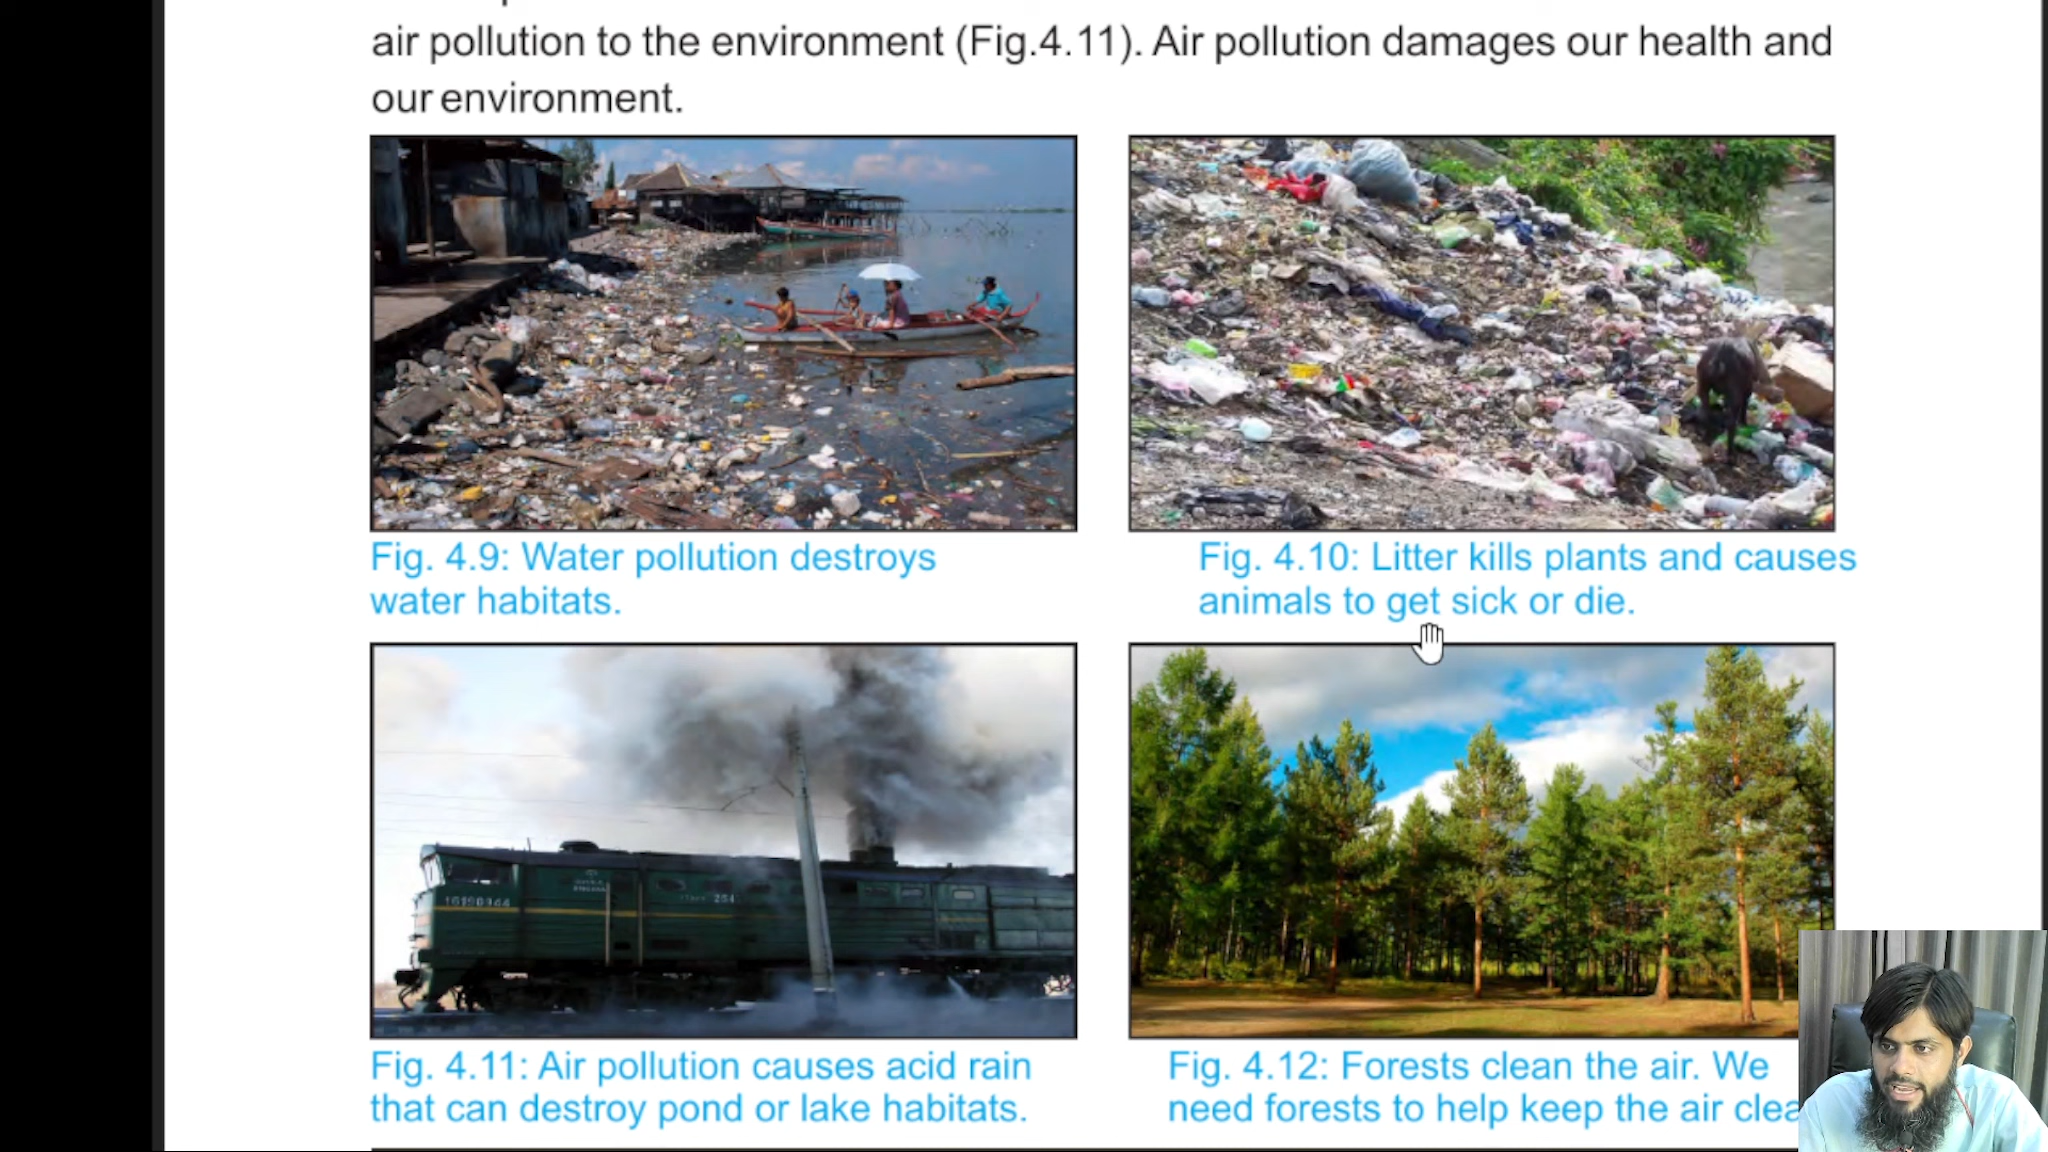 air pollution to the environment (Fig.4.11). Air pollution damages our health and
our environment.
Fig. 4.9: Water pollution destroys
water habitats.
Fig. 4.10: Litter kills plants and causes
animals to get sick or die.
Fig. 4.11: Air pollution causes acid rain
that can destroy pond or lake habitats.
Fig. 4.12: Forests clean the air. We
need forests to help keep the air clea